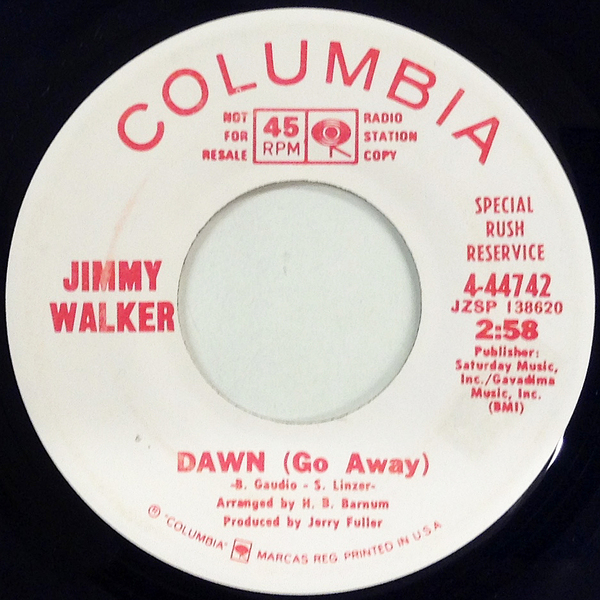 COLUMBIA
NOT
FOR
RESALE
45
RPM
RADIO
STATION
COPY
SPECIAL
RUSH
RESERVICE
JIMMY
WALKER
4-44742
JZSP 138620
2:58
Publisher:
Saturday Music,
Inc./Gavadima
Music, Inc.
(BMI)
DAWN (Go Away)
-B. Gaudio - S. Linzer-
Arranged by H. B. Barnum
Produced by Jerry Fuller
Ⓟ "COLUMBIA" MARCAS REG. PRINTED IN U.S.A.